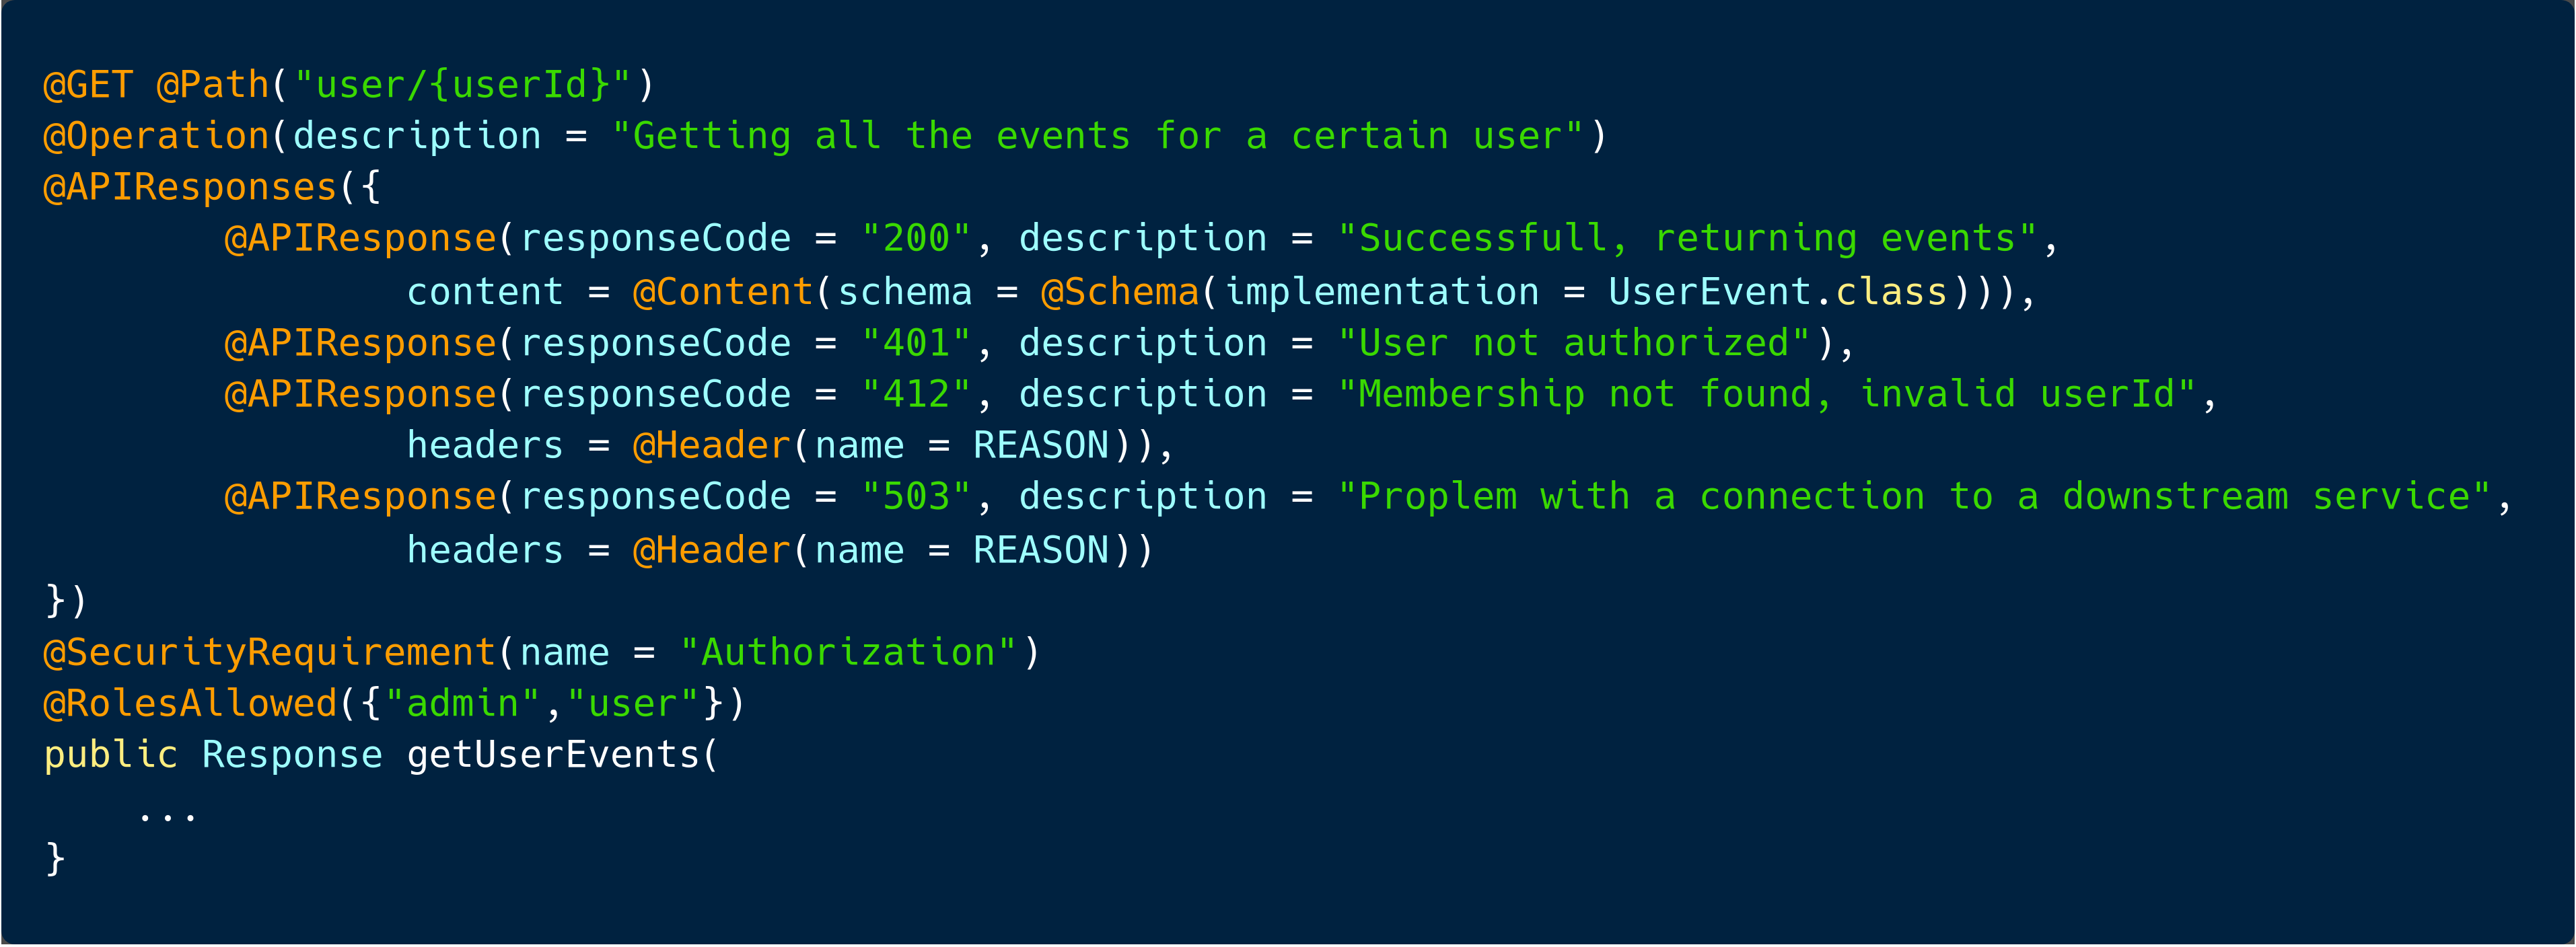 @GET @Path("user/{userId}")
@Operation(description = "Getting all the events for a certain user")
@APIResponses({
        @APIResponse(responseCode = "200", description = "Successfull, returning events",
                content = @Content(schema = @Schema(implementation = UserEvent.class))),
        @APIResponse(responseCode = "401", description = "User not authorized"),
        @APIResponse(responseCode = "412", description = "Membership not found, invalid userId",
                headers = @Header(name = REASON)),
        @APIResponse(responseCode = "503", description = "Proplem with a connection to a downstream service",
                headers = @Header(name = REASON))
})
@SecurityRequirement(name = "Authorization")
@RolesAllowed({"admin","user"})
public Response getUserEvents(
    ...
}